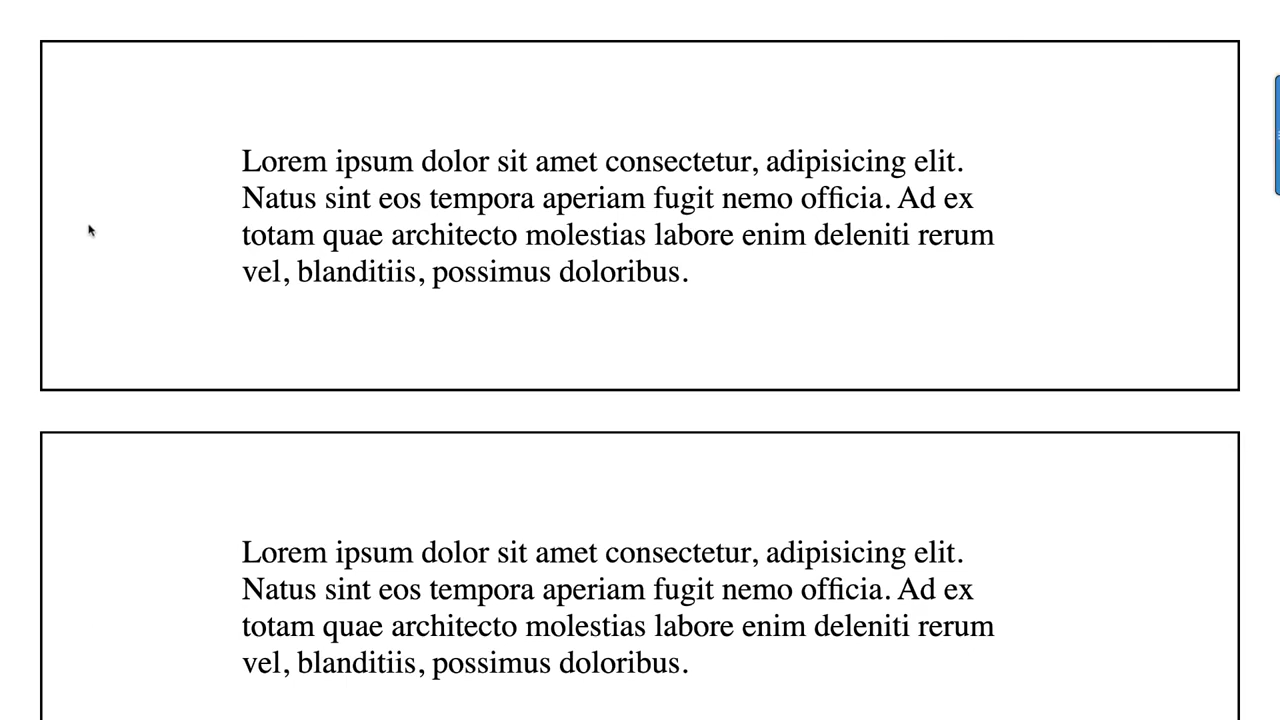 Lorem ipsum dolor sit amet consectetur, adipisicing elit.
Natus sint eos tempora aperiam fugit nemo officia. Ad ex
totam quae architecto molestias labore enim deleniti rerum
vel, blanditiis, possimus doloribus.
Lorem ipsum dolor sit amet consectetur, adipisicing elit.
Natus sint eos tempora aperiam fugit nemo officia. Ad ex
totam quae architecto molestias labore enim deleniti rerum
vel, blanditiis, possimus doloribus.